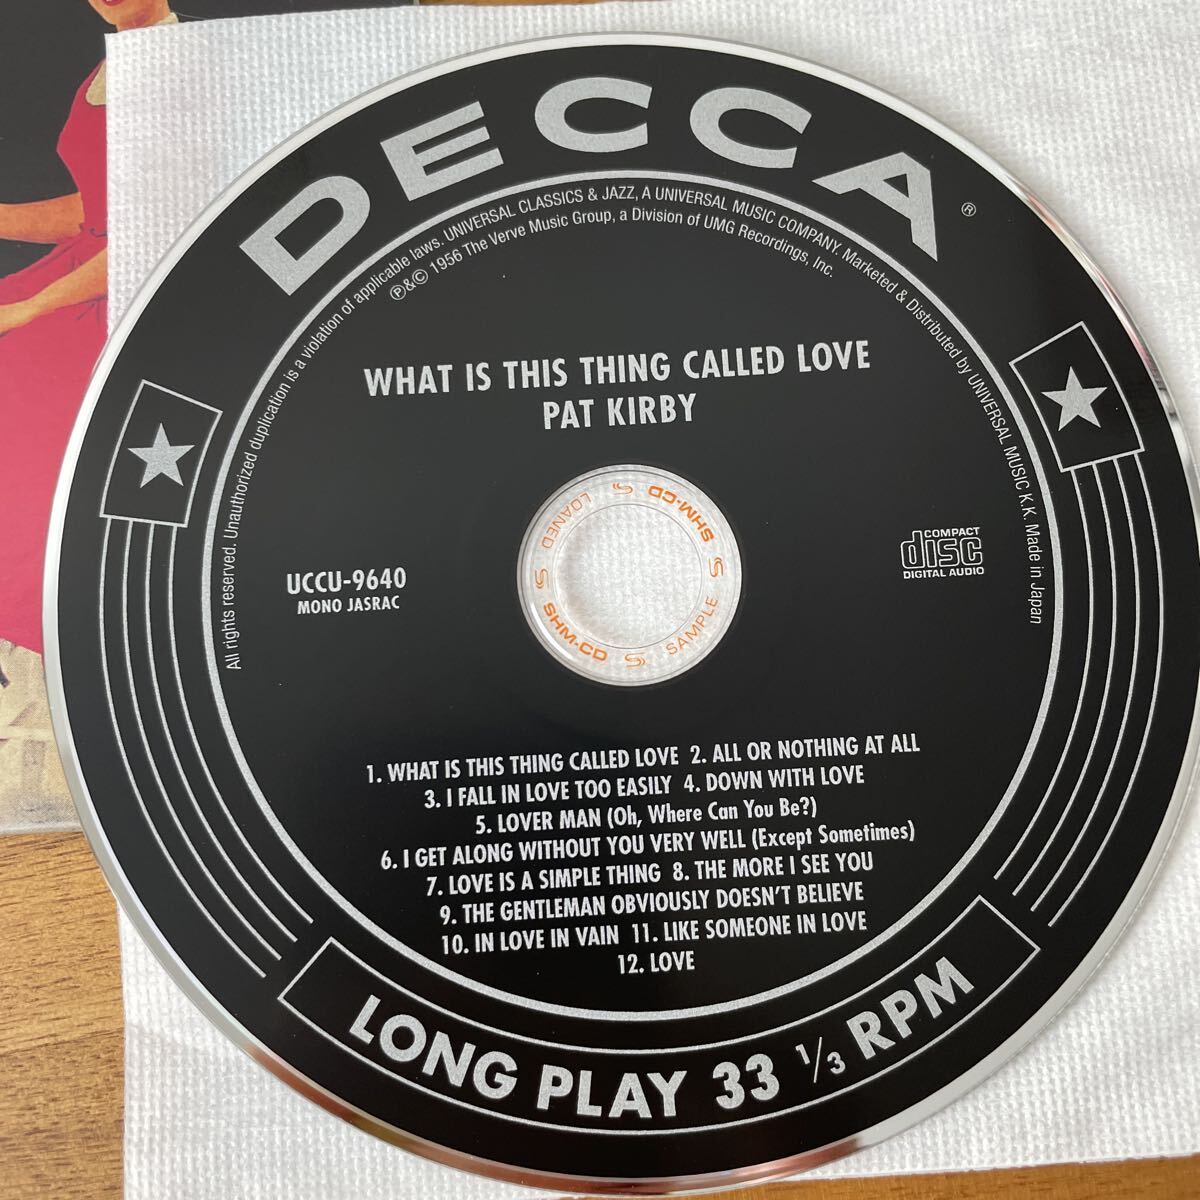 DECCA®
All rights reserved. Unauthorized duplication is a violation of applicable laws. UNIVERSAL CLASSICS & JAZZ, A UNIVERSAL MUSIC COMPANY. Marketed & Distributed by UNIVERSAL MUSIC K.K. Made in Japan
℗&© 1956 The Verve Music Group, a Division of UMG Recordings, Inc.
WHAT IS THIS THING CALLED LOVE
PAT KIRBY
SHM-CD LOANED SHM-CD SAMPLE
UCCU-9640
MONO JASRAC
COMPACT
disc
DIGITAL AUDIO
1. WHAT IS THIS THING CALLED LOVE 2. ALL OR NOTHING AT ALL
3. I FALL IN LOVE TOO EASILY 4. DOWN WITH LOVE
5. LOVER MAN (Oh, Where Can You Be?)
6. I GET ALONG WITHOUT YOU VERY WELL (Except Sometimes)
7. LOVE IS A SIMPLE THING 8. THE MORE I SEE YOU
9. THE GENTLEMAN OBVIOUSLY DOESN'T BELIEVE
10. IN LOVE IN VAIN 11. LIKE SOMEONE IN LOVE
12. LOVE
LONG PLAY 33 1/3 RPM